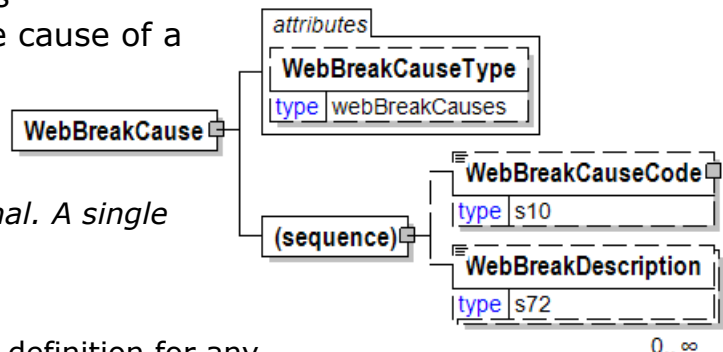 e cause of a
attributes
WebBreakCauseType
type webBreakCauses
WebBreakCause
WebBreakCauseCode
type s10
nal. A single
(sequence)
WebBreakDescription
type s72
definition for any
0..∞